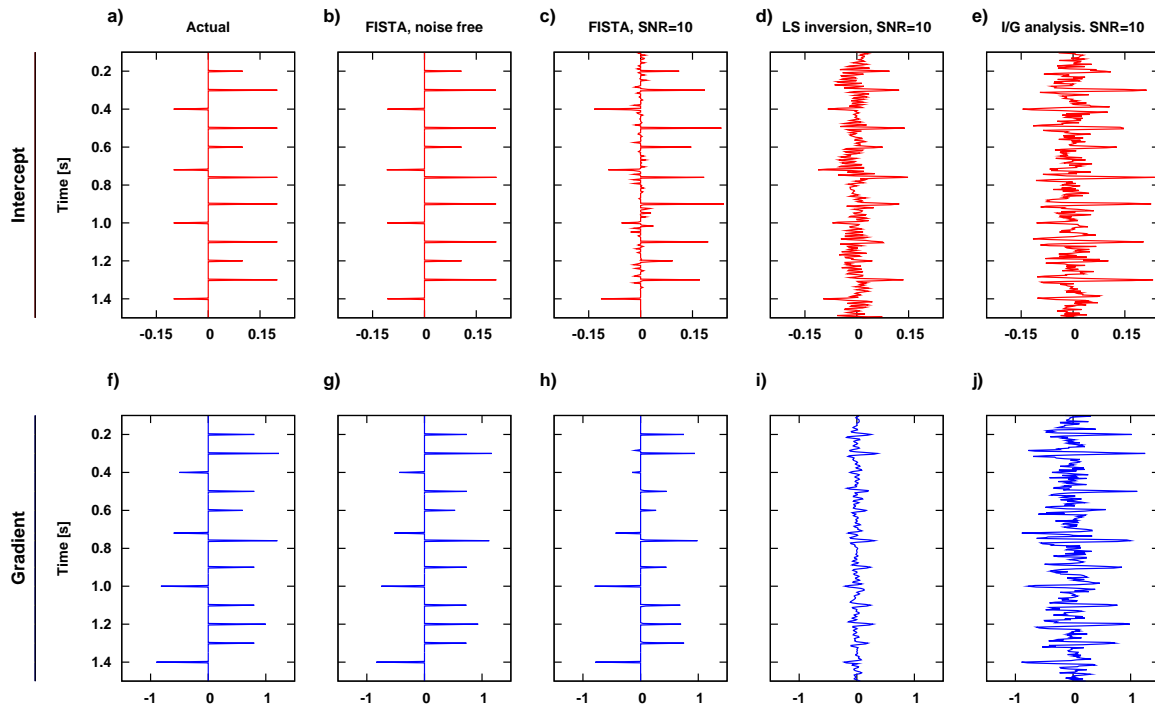 a) b) c) d) e)
Actual FISTA, noise free FISTA, SNR=10 LS inversion, SNR=10 I/G analysis. SNR=10
Intercept
Time [s]
0.2
0.4
0.6
0.8
1.0
1.2
1.4
-0.15 0 0.15 -0.15 0 0.15 -0.15 0 0.15 -0.15 0 0.15 -0.15 0 0.15
f) g) h) i) j)
Gradient
Time [s]
0.2
0.4
0.6
0.8
1.0
1.2
1.4
-1 0 1 -1 0 1 -1 0 1 -1 0 1 -1 0 1